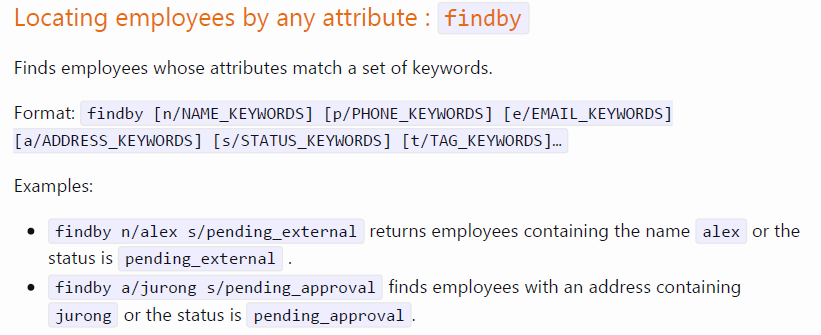 Locating employees by any attribute : findby
Finds employees whose attributes match a set of keywords.
Format: findby [n/NAME_KEYWORDS] [p/PHONE_KEYWORDS] [e/EMAIL_KEYWORDS]
[a/ADDRESS_KEYWORDS] [s/STATUS_KEYWORDS] [t/TAG_KEYWORDS]…
Examples:
• findby n/alex s/pending_external returns employees containing the name alex or the
status is pending_external .
• findby a/jurong s/pending_approval finds employees with an address containing
jurong or the status is pending_approval.